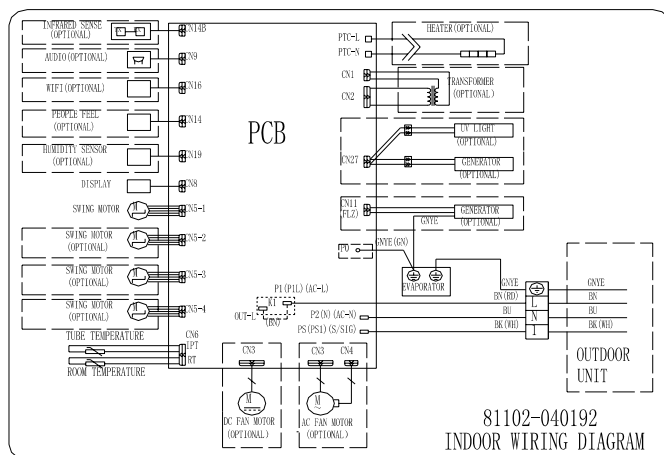 INFRARED SENSE
(OPTIONAL)
CN14B
AUDIO(OPTIONAL)
CN9
WIFI(OPTIONAL)
CN16
PEOPLE FEEL
(OPTIONAL)
CN14
HUMIDITY SENSOR
(OPTIONAL)
CN19
DISPLAY
CN8
SWING MOTOR
M
CN5-1
SWING MOTOR
(OPTIONAL)
M
CN5-2
SWING MOTOR
(OPTIONAL)
M
CN5-3
SWING MOTOR
(OPTIONAL)
M
CN5-4
TUBE TEMPERATURE
CN6
IPT
RT
ROOM TEMPERATURE
PCB
PTC-L
PTC-N
HEATER(OPTIONAL)
CN1
CN2
TRANSFORMER
(OPTIONAL)
CN27
UV LIGHT
(OPTIONAL)
GENERATOR
(OPTIONAL)
CN11
(FLZ)
GENERATOR
(OPTIONAL)
GNYE
P0
GNYE(GN)
EVAPORATOR
P1(P1L)(AC-L)
K1
OUT-L
(BN)
P2(N)(AC-N)
PS(PS1)(S/SIG)
GNYE
BN(RD)
BU
BK(WH)
L
N
1
GNYE
BN
BU
BK(WH)
OUTDOOR
UNIT
CN3
M
DC FAN MOTOR
(OPTIONAL)
CN3
CN4
M
AC FAN MOTOR
(OPTIONAL)
81102-040192
INDOOR WIRING DIAGRAM